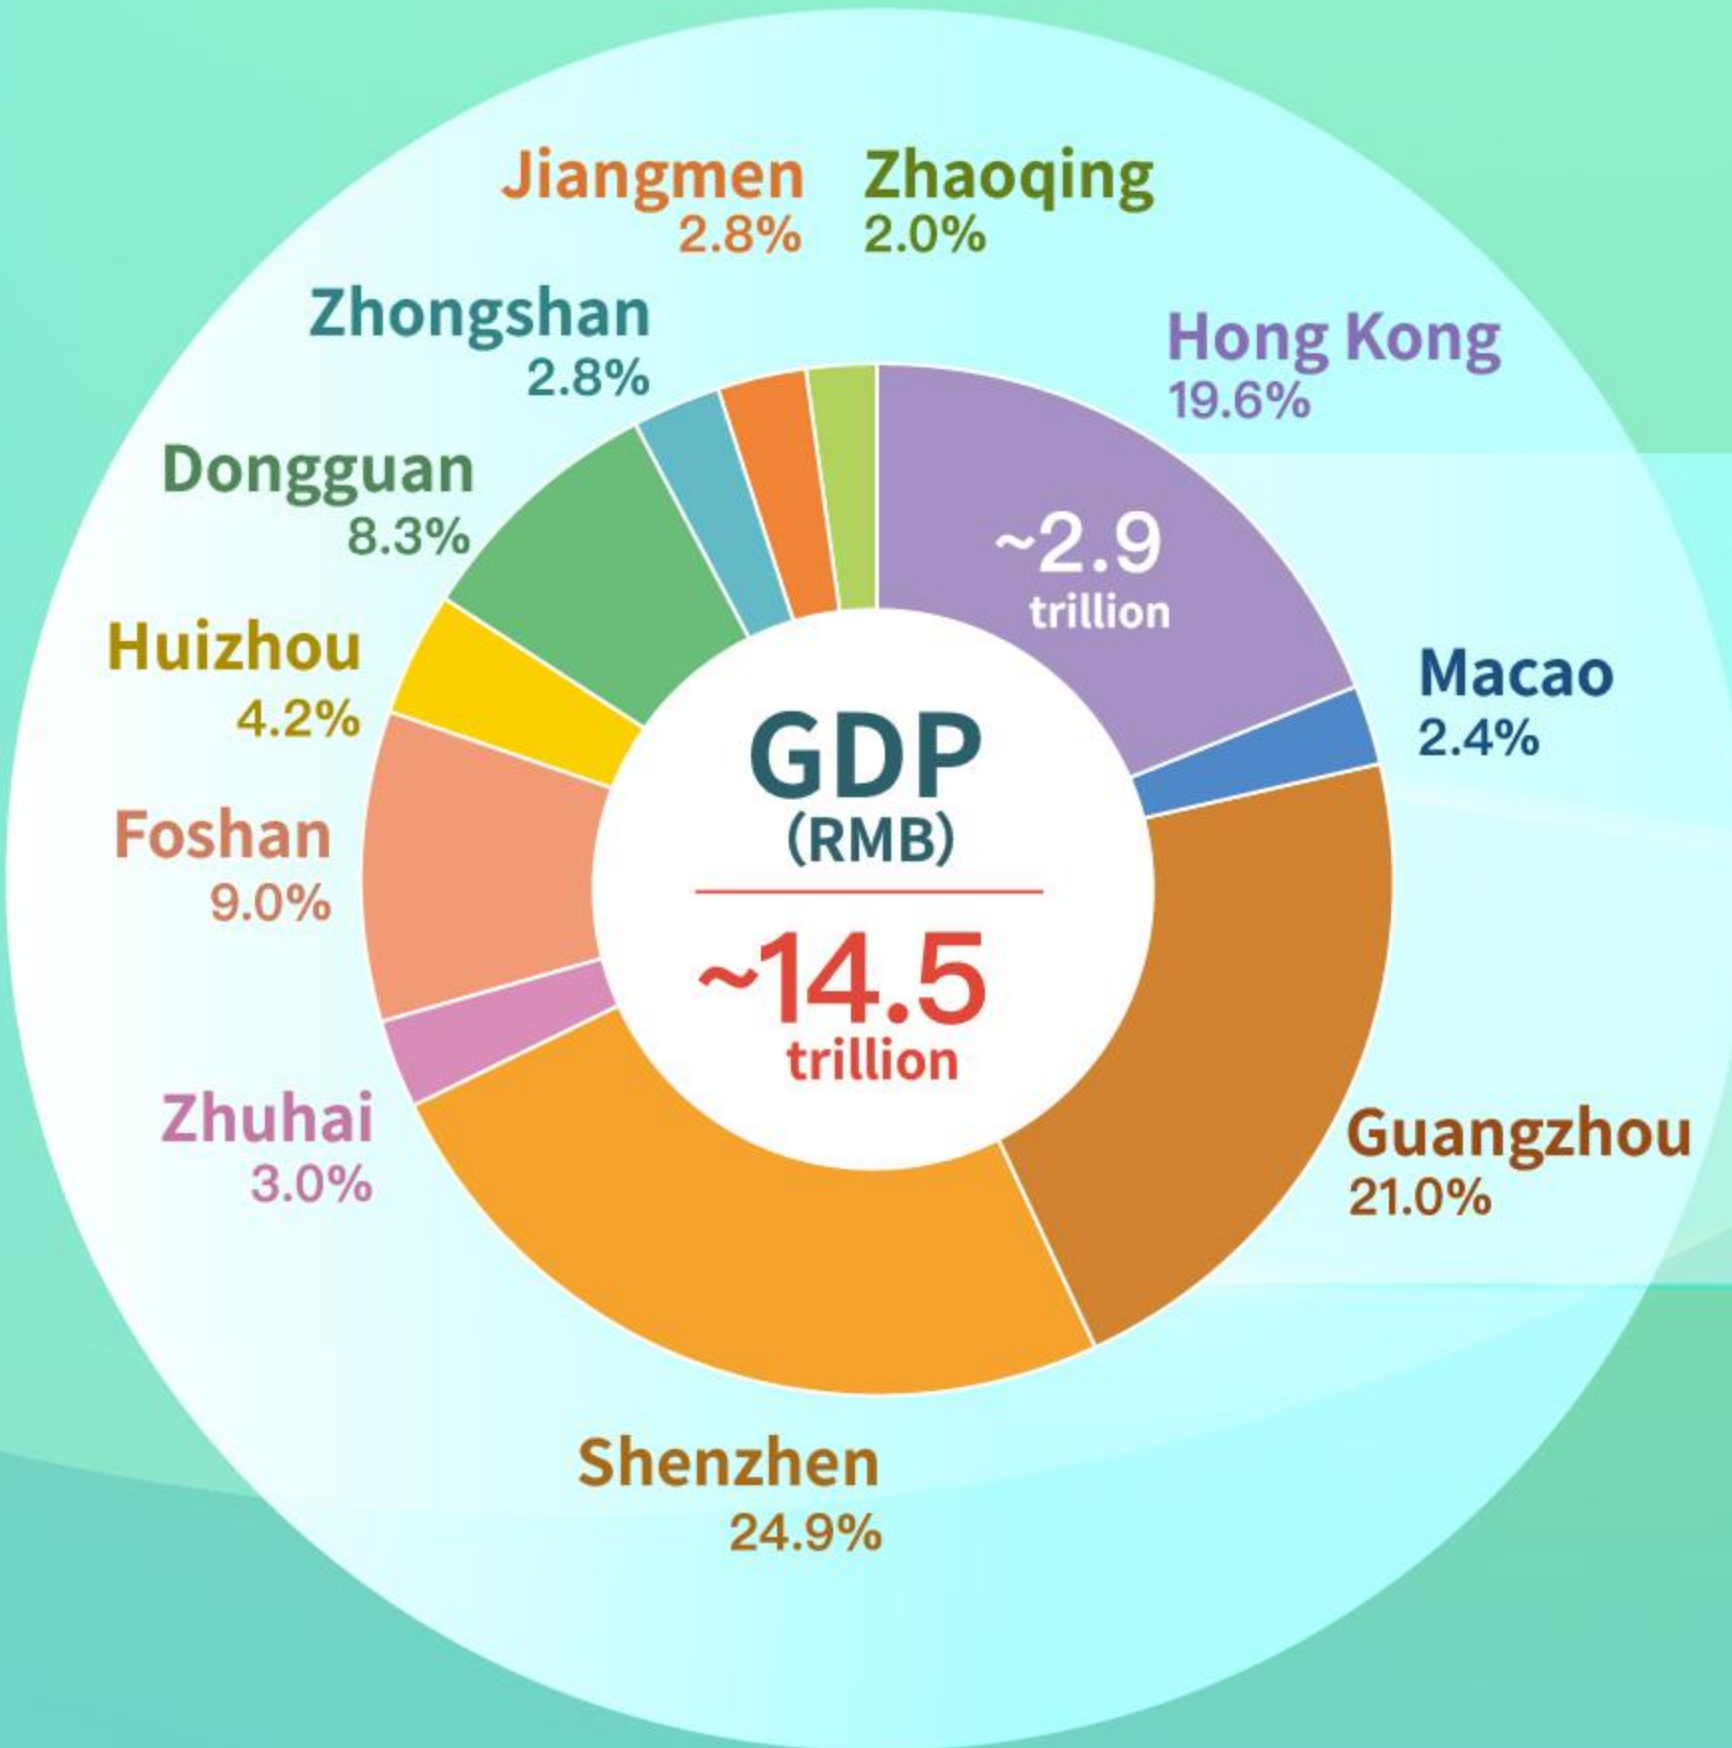 Jiangmen
2.8%
Zhaoqing
2.0%
Zhongshan
2.8%
Hong Kong
19.6%
Dongguan
8.3%
~2.9
trillion
Huizhou
4.2%
Macao
2.4%
GDP
(RMB)
~14.5
trillion
Foshan
9.0%
Zhuhai
3.0%
Guangzhou
21.0%
Shenzhen
24.9%